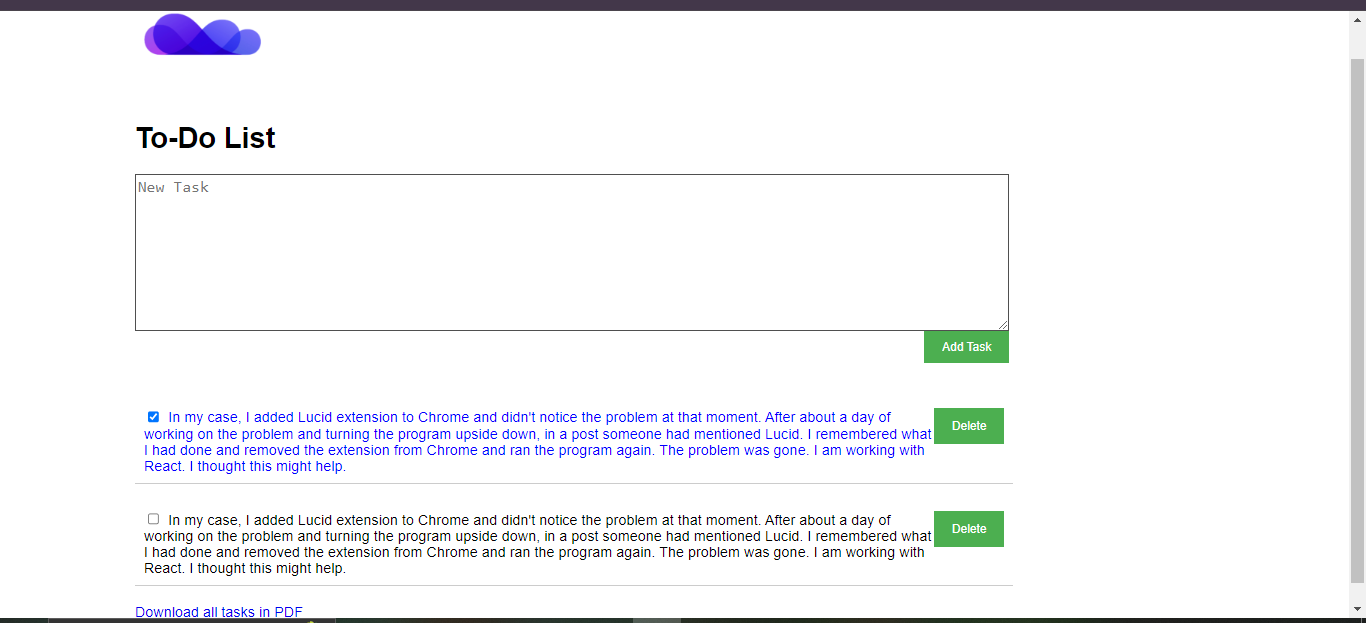 To-Do List
New Task
Add Task
In my case, I added Lucid extension to Chrome and didn't notice the problem at that moment. After about a day of
working on the problem and turning the program upside down, in a post someone had mentioned Lucid. I remembered what
I had done and removed the extension from Chrome and ran the program again. The problem was gone. I am working with
React. I thought this might help.
Delete
In my case, I added Lucid extension to Chrome and didn't notice the problem at that moment. After about a day of
working on the problem and turning the program upside down, in a post someone had mentioned Lucid. I remembered what
I had done and removed the extension from Chrome and ran the program again. The problem was gone. I am working with
React. I thought this might help.
Delete
Download all tasks in PDF